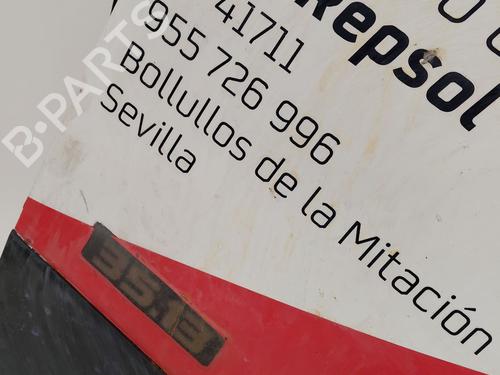 Repsol
41711
955 726 996
Bollullos de la Mitación
Sevilla
35.13
B-PARTS